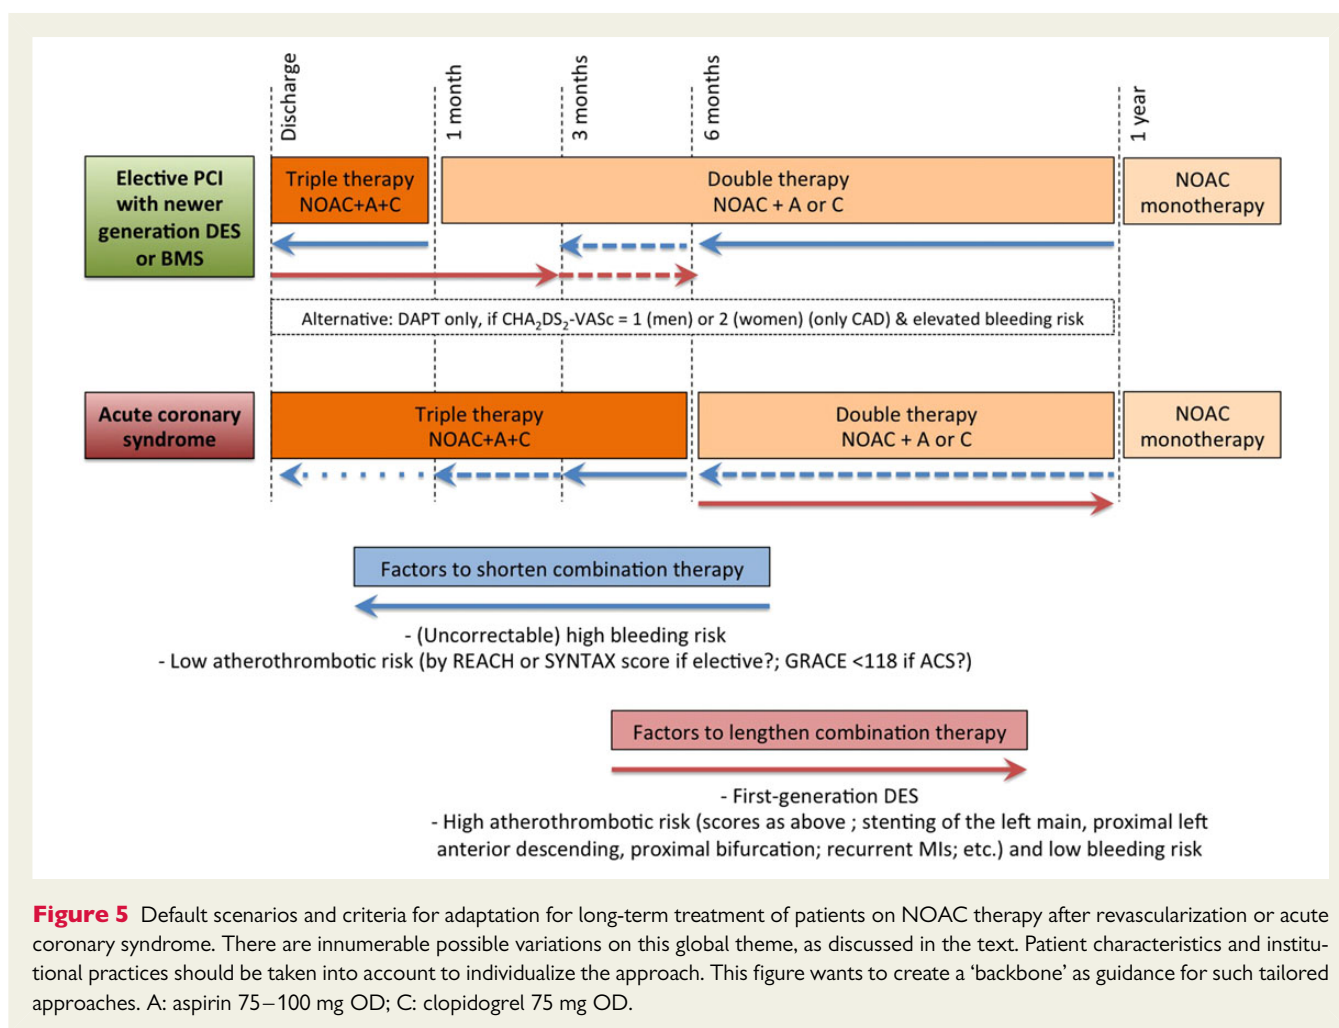 Discharge
1 month
3 months
6 months
1 year
Elective PCI
with newer
generation DES
or BMS
Triple therapy
NOAC+A+C
Double therapy
NOAC + A or C
NOAC
monotherapy
Alternative: DAPT only, if CHA₂DS₂-VASc = 1 (men) or 2 (women) (only CAD) & elevated bleeding risk
Acute coronary
syndrome
Triple therapy
NOAC+A+C
Double therapy
NOAC + A or C
NOAC
monotherapy
Factors to shorten combination therapy
- (Uncorrectable) high bleeding risk
- Low atherothrombotic risk (by REACH or SYNTAX score if elective?; GRACE <118 if ACS?)
Factors to lengthen combination therapy
- First-generation DES
- High atherothrombotic risk (scores as above ; stenting of the left main, proximal left
anterior descending, proximal bifurcation; recurrent MIs; etc.) and low bleeding risk
Figure 5 Default scenarios and criteria for adaptation for long-term treatment of patients on NOAC therapy after revascularization or acute
coronary syndrome. There are innumerable possible variations on this global theme, as discussed in the text. Patient characteristics and institu-
tional practices should be taken into account to individualize the approach. This figure wants to create a ‘backbone’ as guidance for such tailored
approaches. A: aspirin 75–100 mg OD; C: clopidogrel 75 mg OD.